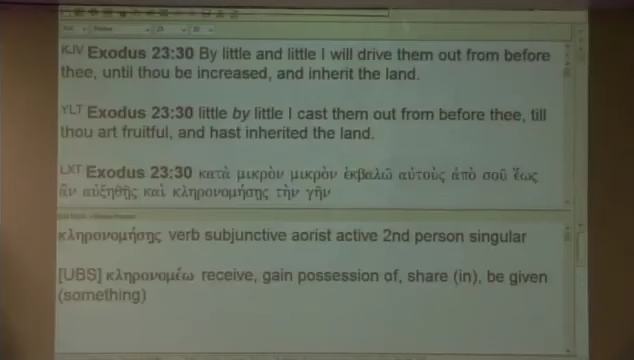 KJV Exodus 23:30 By little and little I will drive them out from before
thee, until thou be increased, and inherit the land.
YLT Exodus 23:30 little by little I cast them out from before thee, till
thou art fruitful, and hast inherited the land.
LXT Exodus 23:30 κατὰ μικρὸν μικρὸν ἐκβαλῶ αὐτοὺς ἀπὸ σοῦ ἕως
ἂν αὐξηθῇς καὶ κληρονομήσῃς τὴν γῆν
κληρονομήσῃς verb subjunctive aorist active 2nd person singular
[UBS] κληρονομέω receive, gain possession of, share (in), be given
(something)